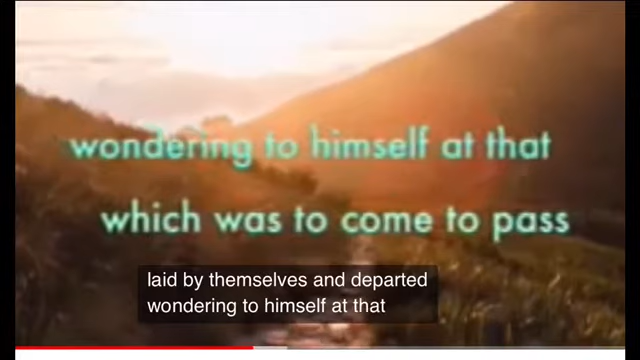 wondering to himself at that
which was to come to pass
laid by themselves and departed
wondering to himself at that